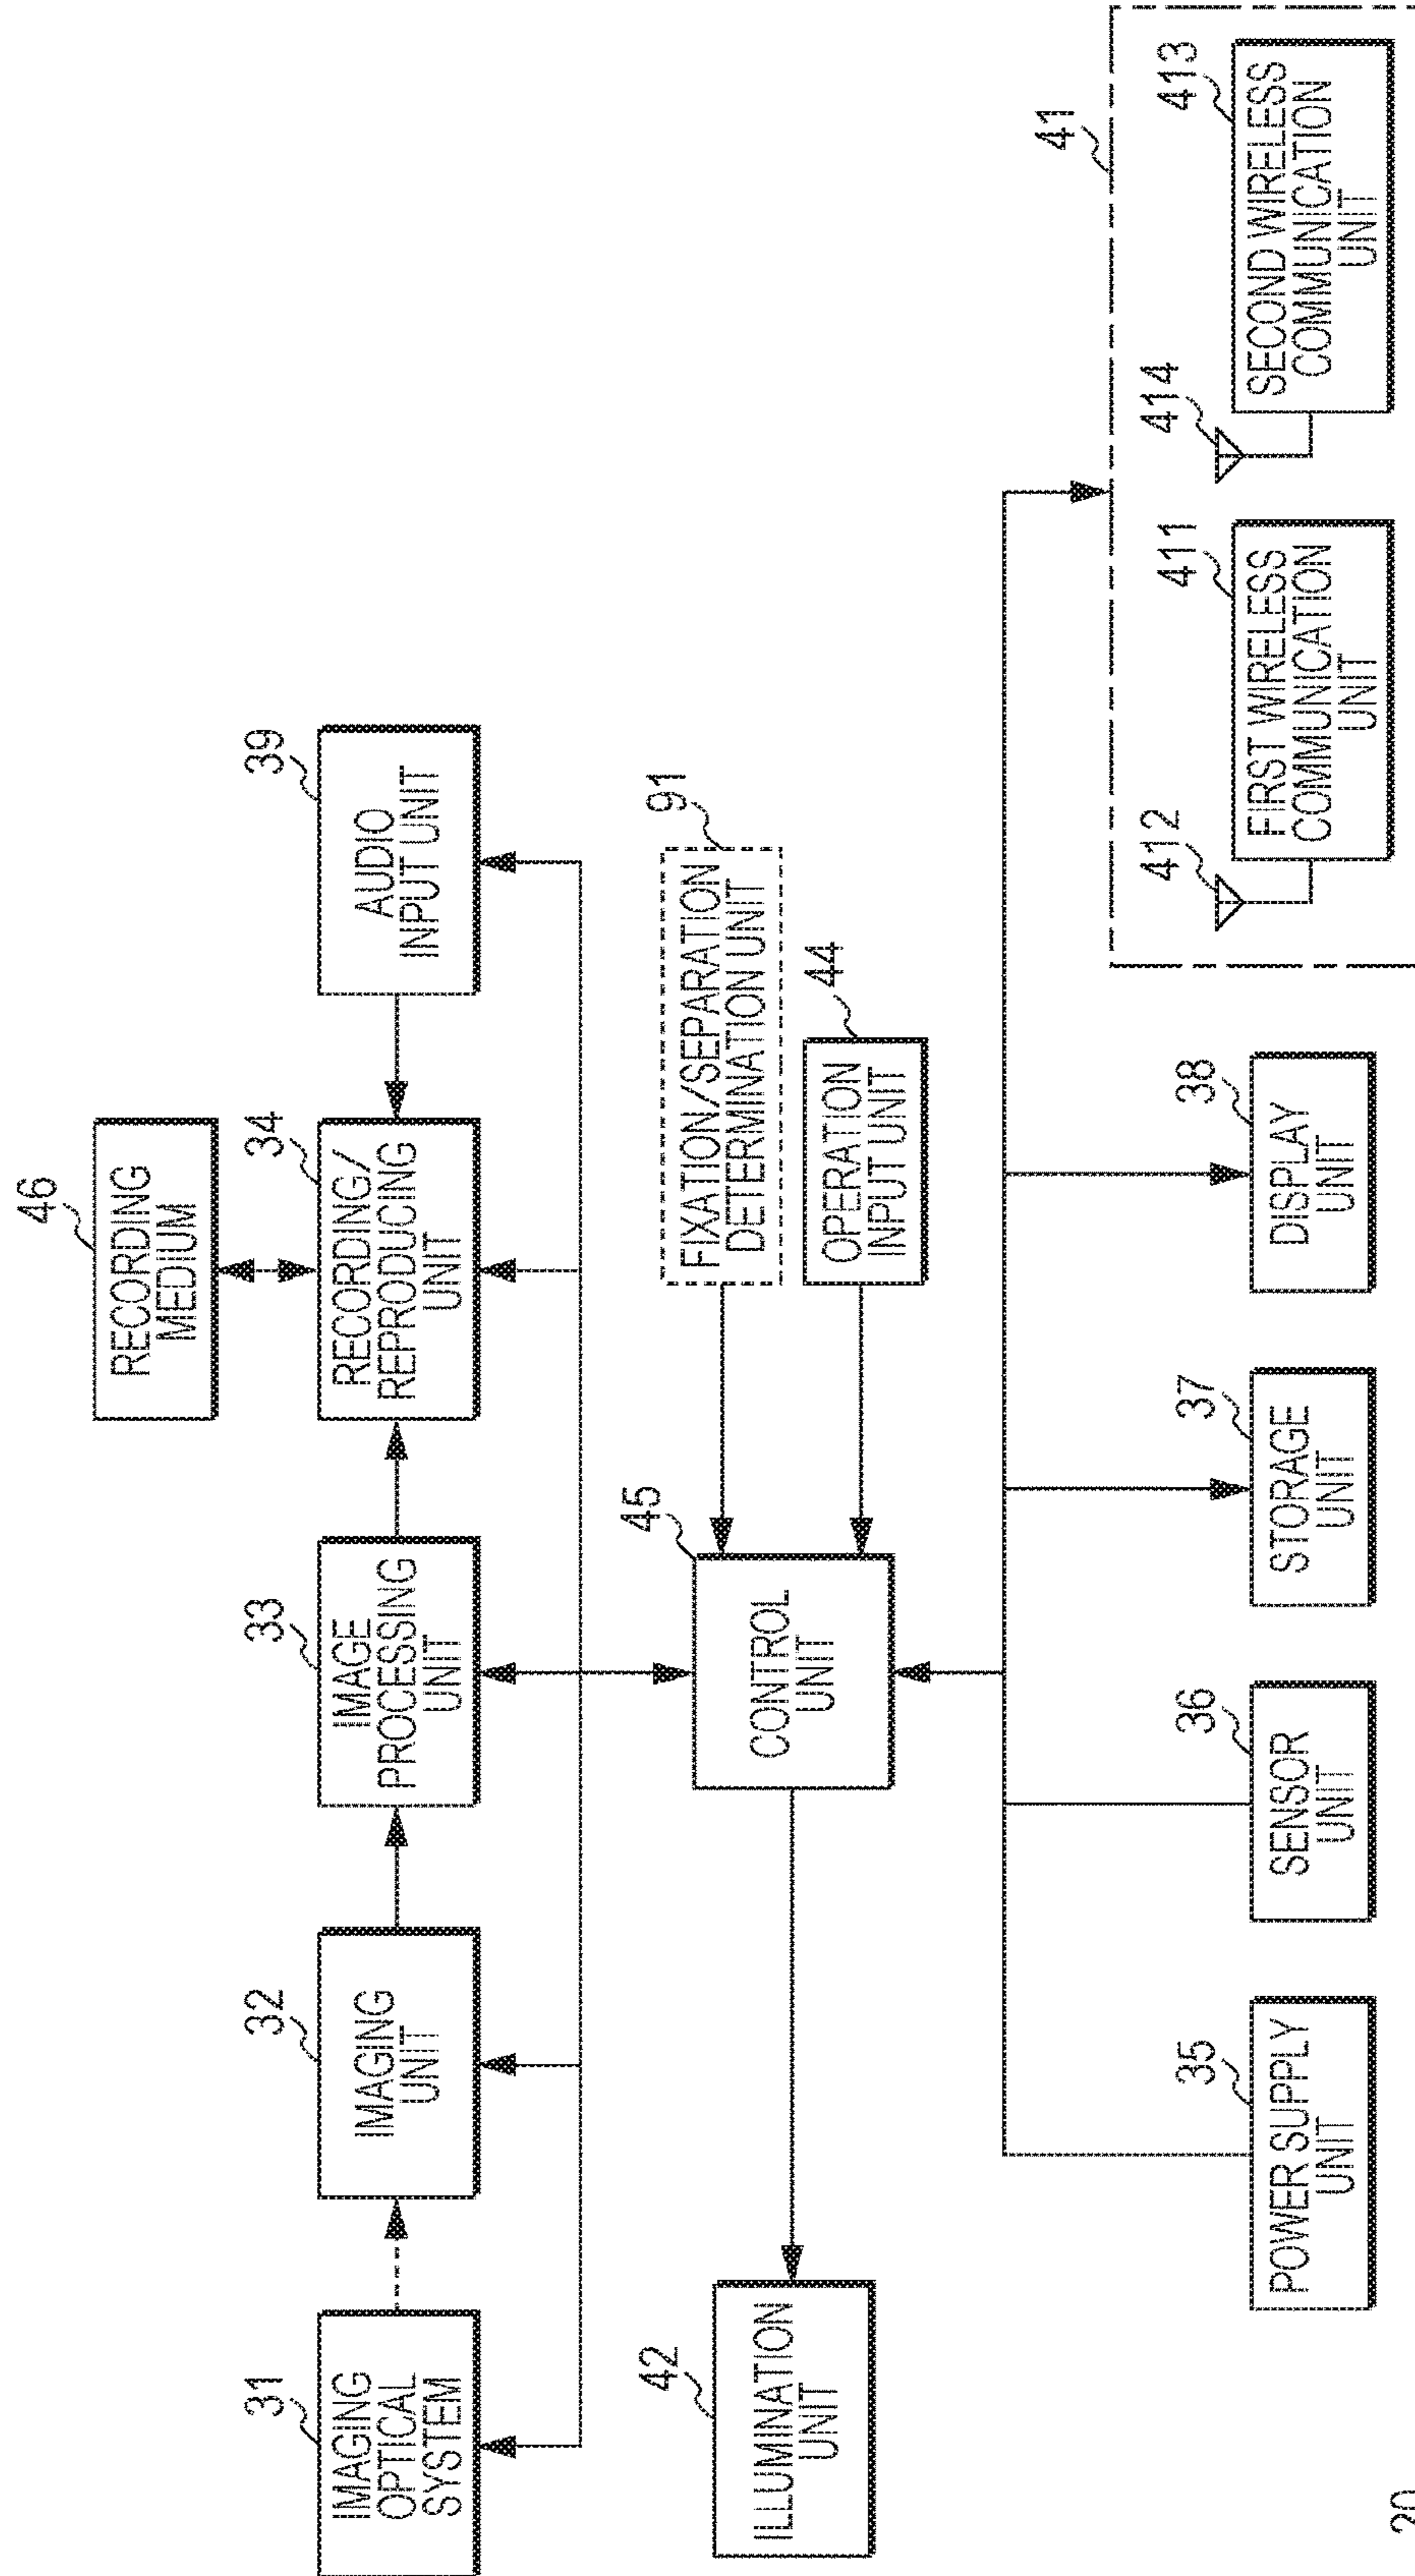 46
RECORDING
MEDIUM
31
IMAGING
OPTICAL
SYSTEM
32
IMAGING
UNIT
33
IMAGE
PROCESSING
UNIT
34
RECORDING/
REPRODUCING
UNIT
39
AUDIO
INPUT UNIT
91
FIXATION/SEPARATION
DETERMINATION UNIT
44
OPERATION
INPUT UNIT
45
CONTROL
UNIT
42
ILLUMINATION
UNIT
41
35
POWER SUPPLY
UNIT
36
SENSOR
UNIT
37
STORAGE
UNIT
38
DISPLAY
UNIT
412
411
FIRST WIRELESS
COMMUNICATION
UNIT
414
413
SECOND WIRELESS
COMMUNICATION
UNIT